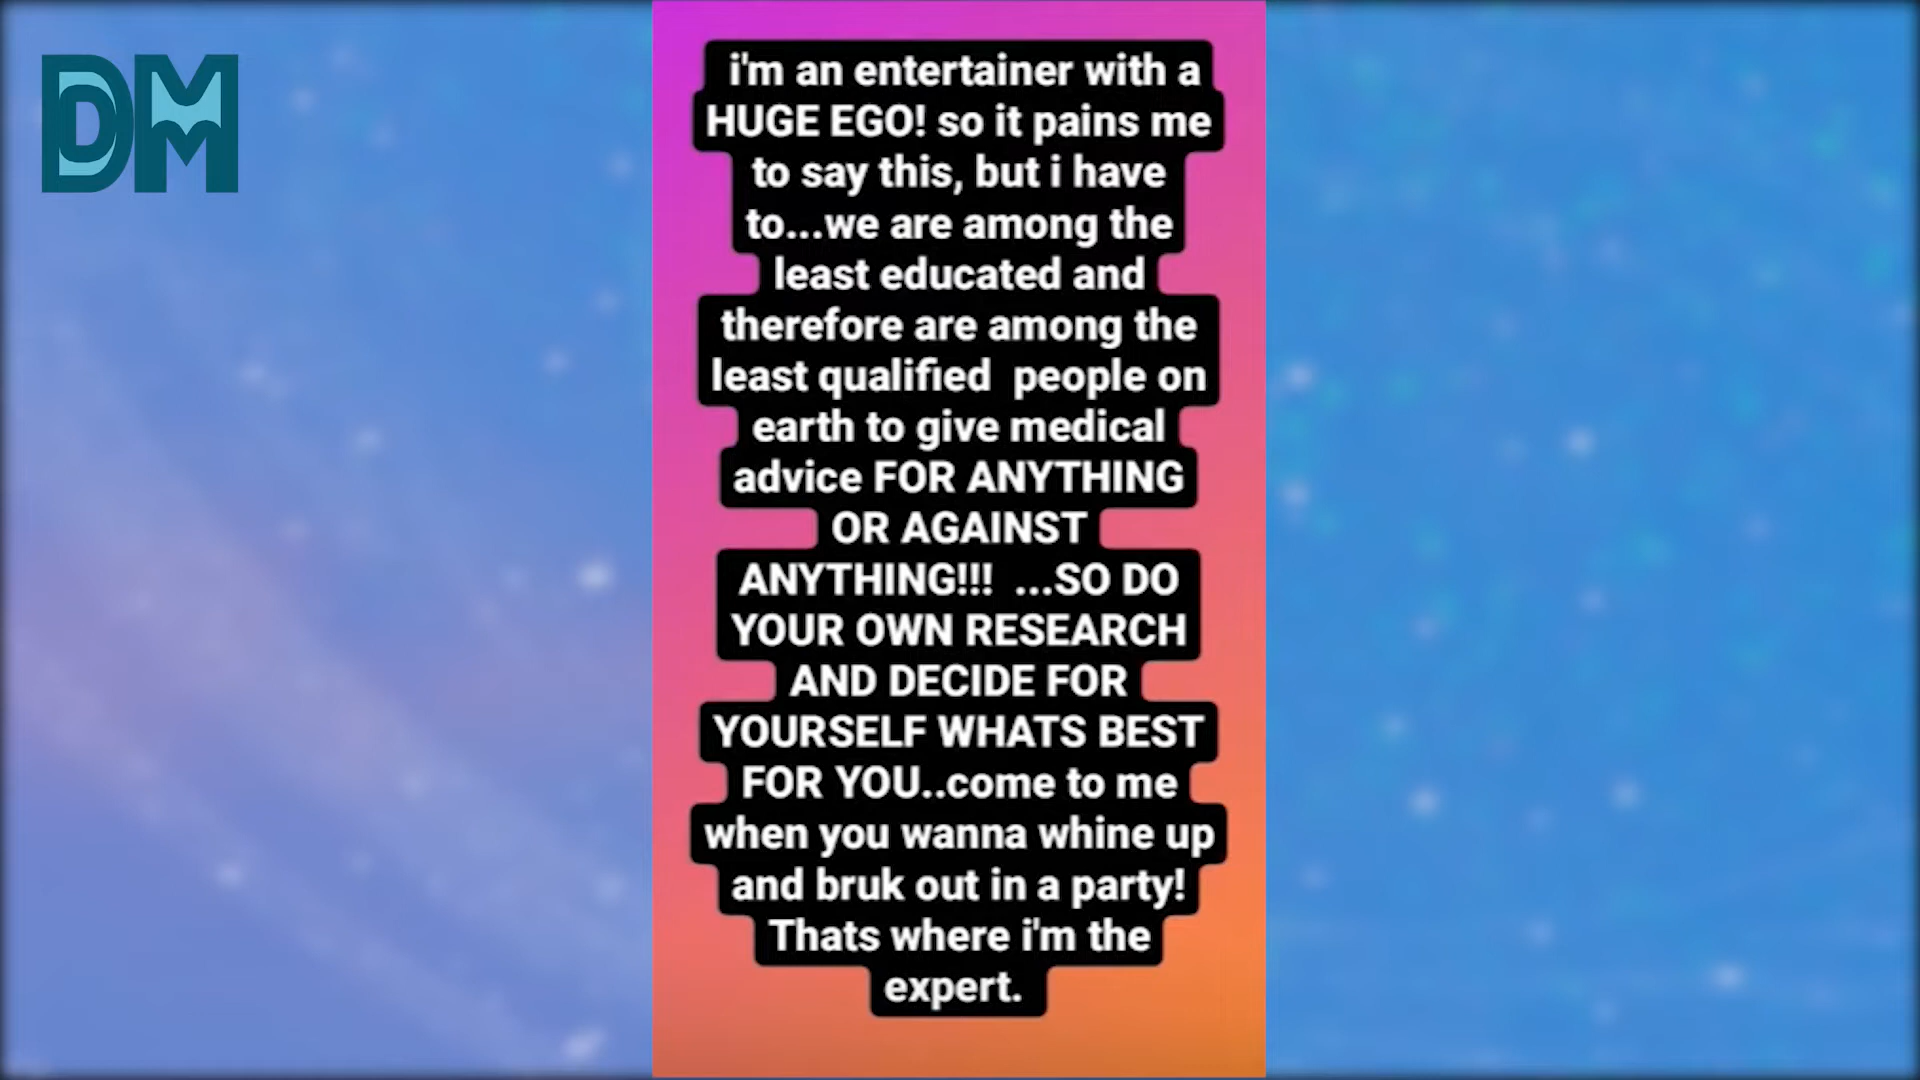 DM
i'm an entertainer with a
HUGE EGO! so it pains me
to say this, but i have
to...we are among the
least educated and
therefore are among the
least qualified  people on
earth to give medical
advice FOR ANYTHING
OR AGAINST
ANYTHING!!!  ...SO DO
YOUR OWN RESEARCH
AND DECIDE FOR
YOURSELF WHATS BEST
FOR YOU..come to me
when you wanna whine up
and bruk out in a party!
Thats where i'm the
expert.